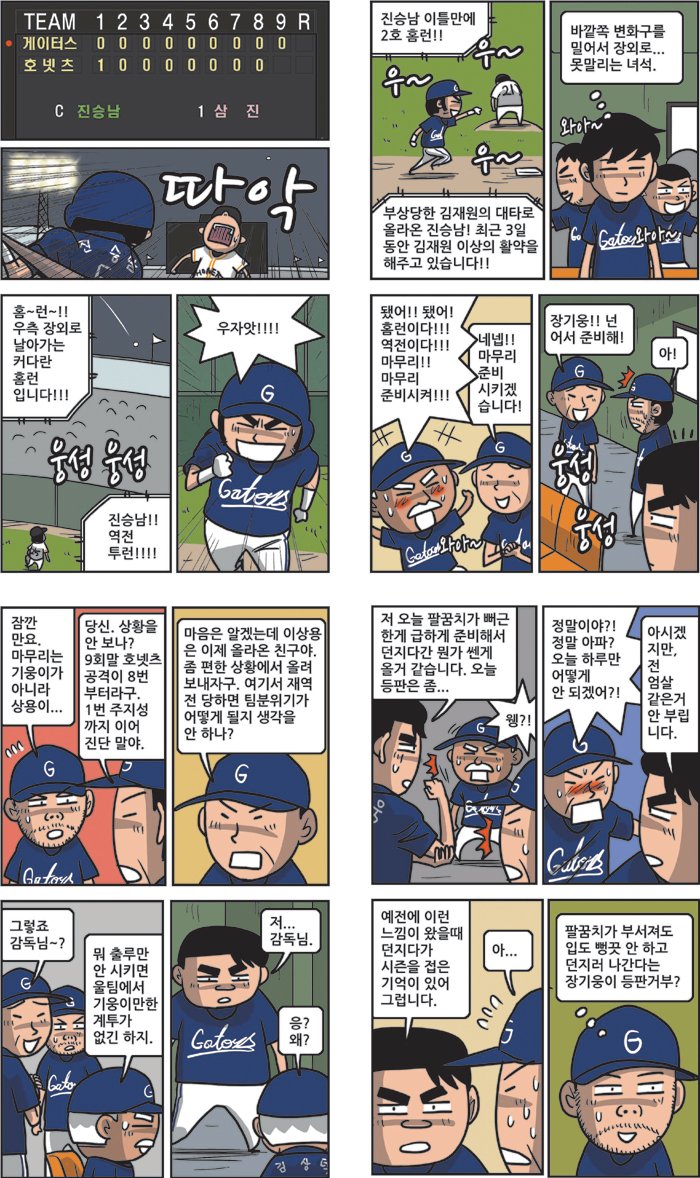 TEAM 1 2 3 4 5 6 7 8 9 R
게이터스 0 0 0 0 0 0 0 0 0
호 넷 츠 1 0 0 0 0 0 0 0
C 진승남 1 삼 진
따악
진승남
홈~런~!!
우측 장외로
날아가는
커다란
홈런
입니다!!!
웅성 웅성
진승남!!
역전
투런!!!!
우자앗!!!!
G
Gators
진승남 이틀만에
2호 홈런!!
우~
우~
우~
G
21
부상당한 김재원의 대타로
올라온 진승남! 최근 3일
동안 김재원 이상의 활약을
해주고 있습니다!!
바깥쪽 변화구를
밀어서 장외로...
못말리는 녀석.
와아~
Gators
와아~
됐어!! 됐어!
홈런이다!!!
역전이다!!!
마무리!!
마무리
준비시켜!!!
네넵!!
마무리
준비
시키겠
습니다!
G
G
Gators
와아~
장기웅!! 넌
어서 준비해!
아!
G
G
웅성
웅성
잠깐
만요.
마무리는
기웅이가
아니라
상용이...
당신. 상황을
안 보나?
9회말 호넷츠
공격이 8번
부터라구.
1번 주지성
까지 이어
진단 말야.
G
Gators
마음은 알겠는데 이상용
은 이제 올라온 친구야.
좀 편한 상황에서 올려
보내자구. 여기서 재역
전 당하면 팀분위기가
어떻게 될지 생각을
안 하나?
G
그렇죠
감독님~?
뭐 출루만
안 시키면
울팀에서
기웅이만한
계투가
없긴 하지.
G
Gators
저...
감독님.
응?
왜?
Gators
G
저 오늘 팔꿈치가 뻐근
한게 급하게 준비해서
던지다간 뭔가 쎈게
올거 같습니다. 오늘
등판은 좀...
웽?!
G
Gators
정말이야?!
정말 아파?
오늘 하루만
어떻게
안 되겠어?!
아시겠
지만,
전
엄살
같은거
안 부립
니다.
G
Gators
예전에 이런
느낌이 왔을때
던지다가
시즌을 접은
기억이 있어
그럽니다.
아...
G
팔꿈치가 부서져도
입도 뻥끗 안 하고
던지러 나간다는
장기웅이 등판거부?
G